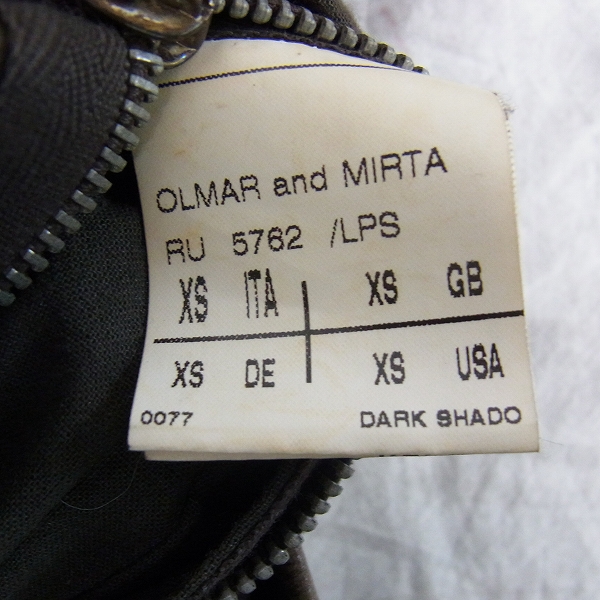 OLMAR and MIRTA
RU 5762 /LPS
XS ITA XS GB
XS DE XS USA
0077 DARK SHADO